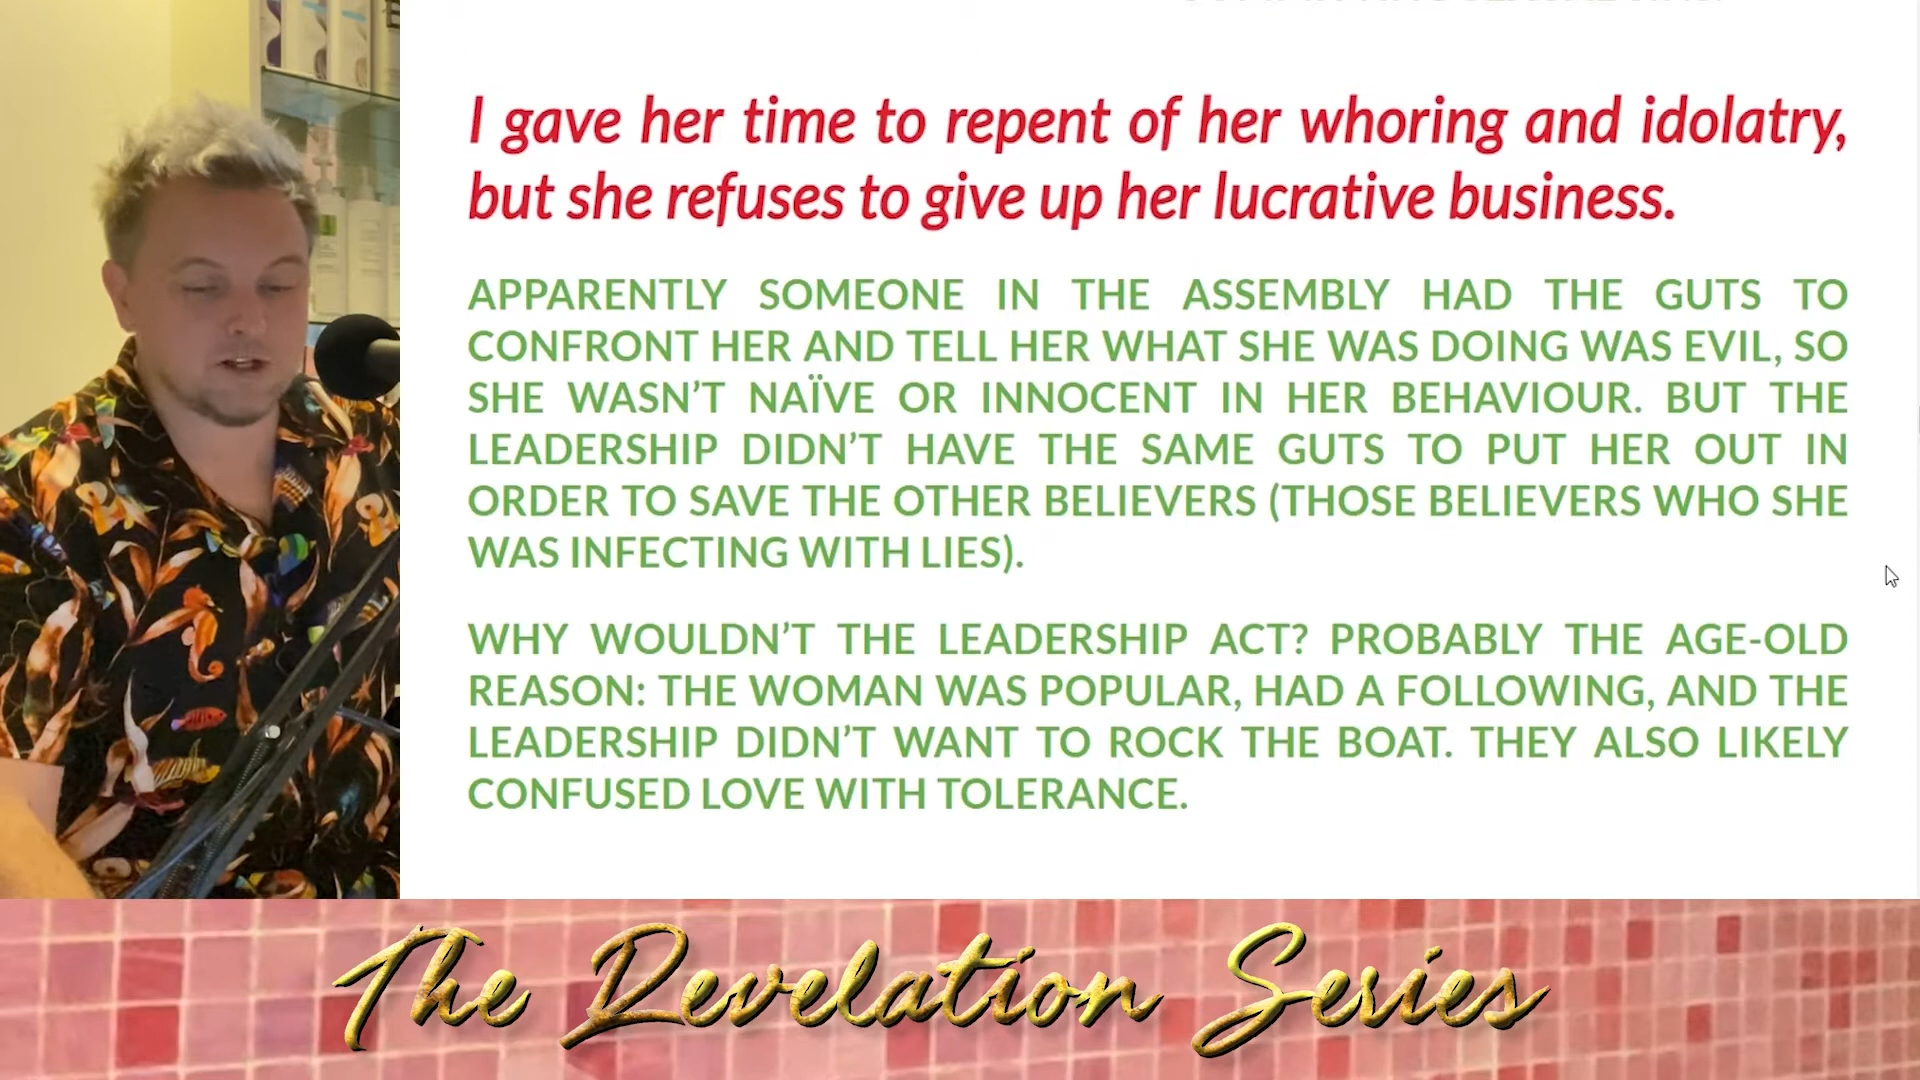 I gave her time to repent of her whoring and idolatry,
but she refuses to give up her lucrative business.
APPARENTLY SOMEONE IN THE ASSEMBLY HAD THE GUTS TO
CONFRONT HER AND TELL HER WHAT SHE WAS DOING WAS EVIL, SO
SHE WASN'T NAÏVE OR INNOCENT IN HER BEHAVIOUR. BUT THE
LEADERSHIP DIDN'T HAVE THE SAME GUTS TO PUT HER OUT IN
ORDER TO SAVE THE OTHER BELIEVERS (THOSE BELIEVERS WHO SHE
WAS INFECTING WITH LIES).
WHY WOULDN'T THE LEADERSHIP ACT? PROBABLY THE AGE-OLD
REASON: THE WOMAN WAS POPULAR, HAD A FOLLOWING, AND THE
LEADERSHIP DIDN'T WANT TO ROCK THE BOAT. THEY ALSO LIKELY
CONFUSED LOVE WITH TOLERANCE.
The Revelation Series